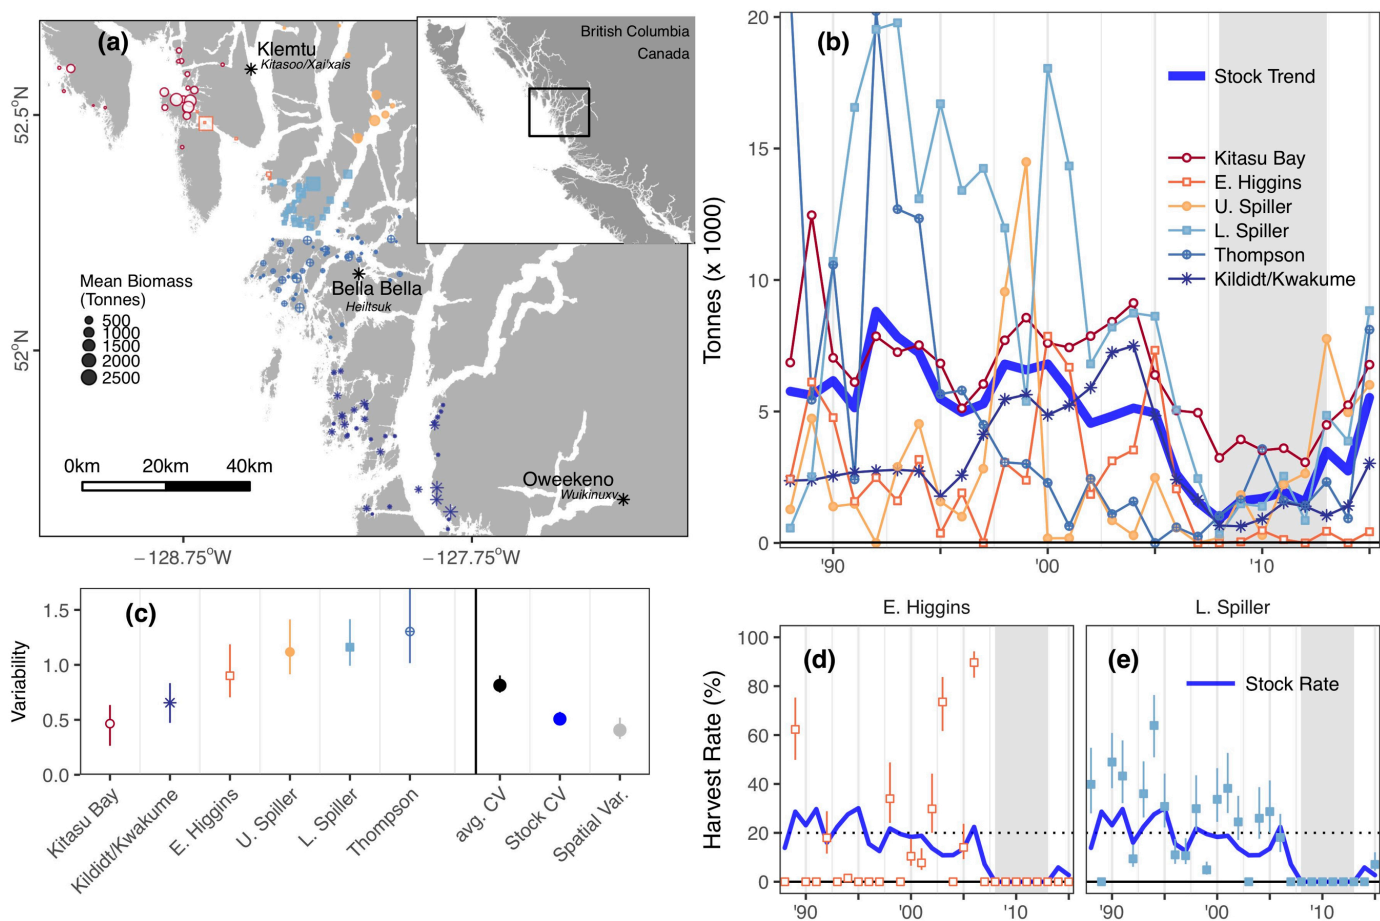 (a)
Klemtu
Kitasoo/Xai'xais
British Columbia
Canada
52.5°N
52°N
Mean Biomass
(Tonnes)
500
1000
1500
2000
2500
Bella Bella
Heiltsuk
0km 20km 40km
Oweekeno
Wuikinuxv
−128.75°W −127.75°W
(b)
Tonnes (x 1000)
20
15
10
5
0
'90 '00 '10
Stock Trend
Kitasu Bay
E. Higgins
U. Spiller
L. Spiller
Thompson
Kildidt/Kwakume
(c)
Variability
1.5
1.0
0.5
0.0
Kitasu Bay
Kildidt/Kwakume
E. Higgins
U. Spiller
L. Spiller
Thompson
avg. CV
Stock CV
Spatial Var.
E. Higgins L. Spiller
(d) (e)
Stock Rate
Harvest Rate (%)
100
80
60
40
20
0
'90 '00 '10 '90 '00 '10